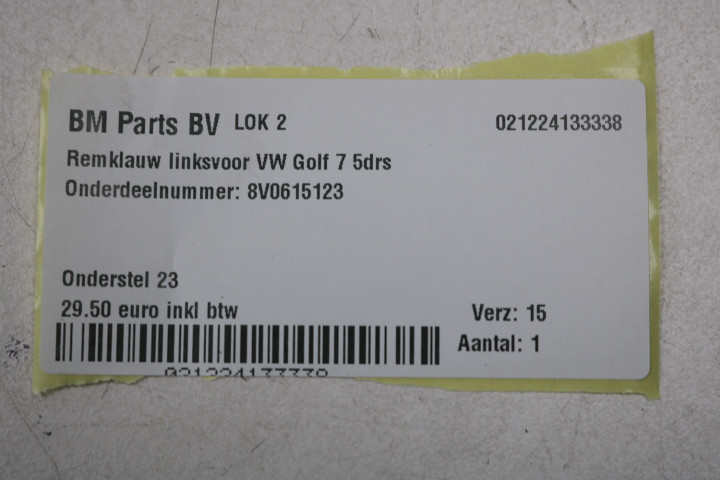 BM Parts BV LOK 2 021224133338
Remklauw linksvoor VW Golf 7 5drs
Onderdeelnummer: 8V0615123
Onderstel 23
29.50 euro inkl btw Verz: 15
Aantal: 1
021224133338